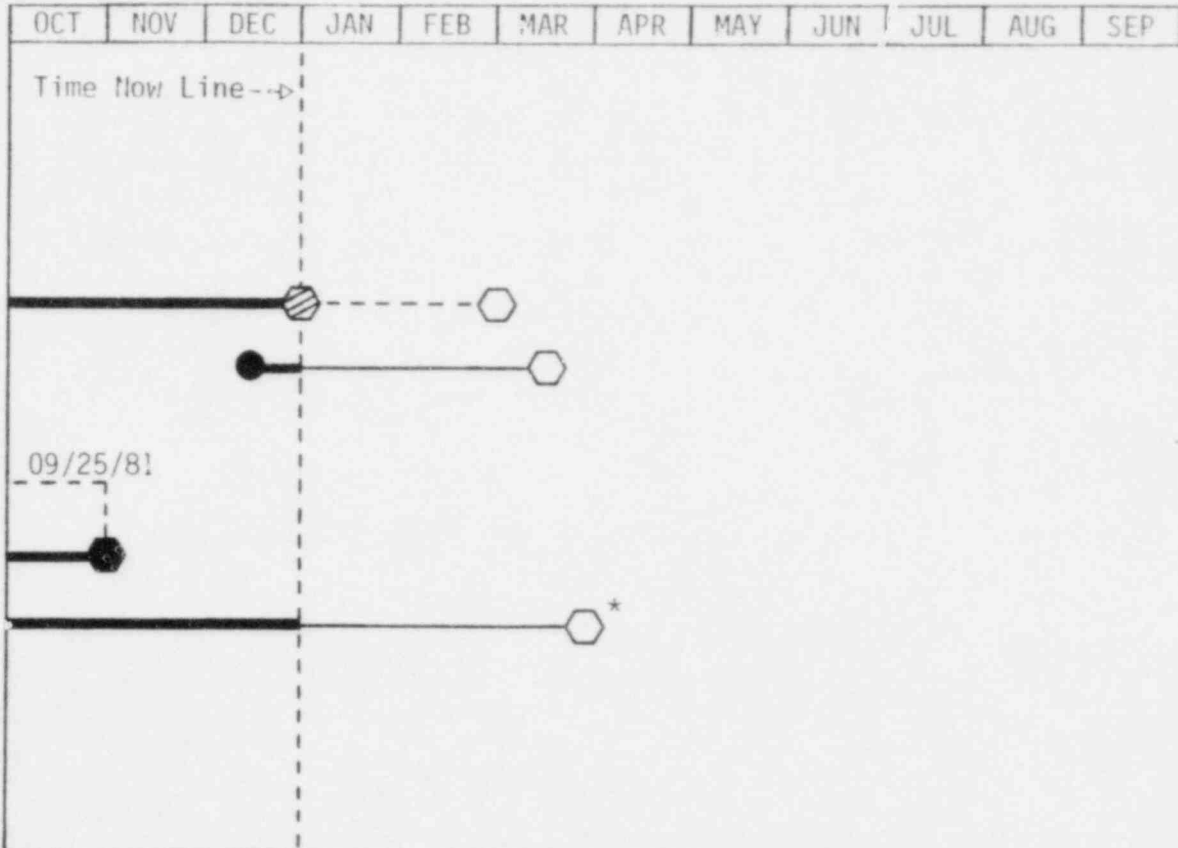 OCT NOV DEC JAN FEB MAR APR MAY JUN JUL AUG SEP
Time Now Line
09/25/81
*